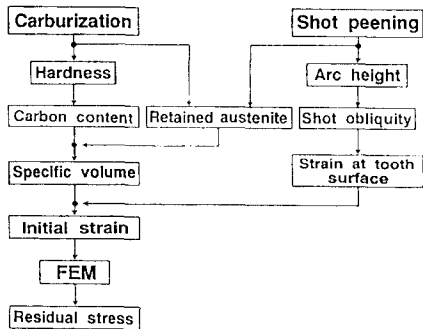 Carburization
Shot peening
Hardness
Arc height
Carbon content
Retained austenite
Shot obliquity
Specific volume
Strain at tooth
surface
Initial strain
FEM
Residual stress